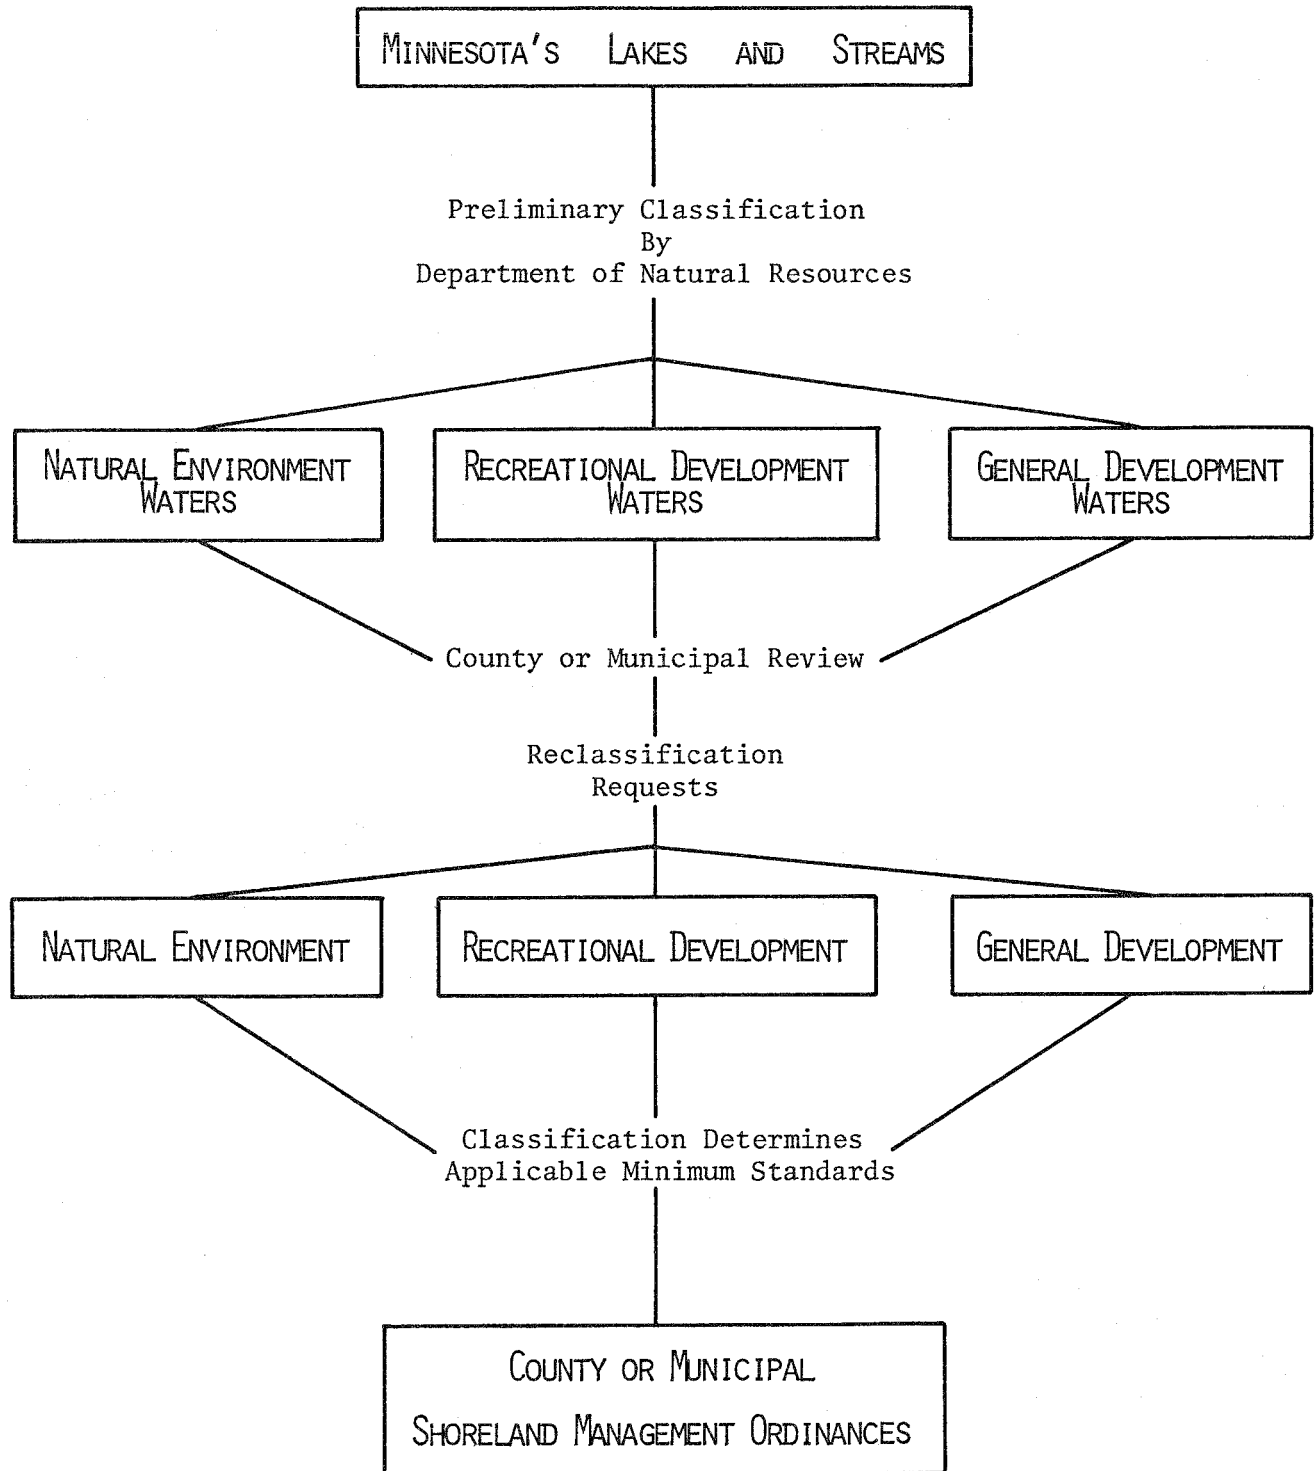 MINNESOTA'S LAKES AND STREAMS
Preliminary Classification
By
Department of Natural Resources
NATURAL ENVIRONMENT
WATERS
RECREATIONAL DEVELOPMENT
WATERS
GENERAL DEVELOPMENT
WATERS
County or Municipal Review
Reclassification
Requests
NATURAL ENVIRONMENT
RECREATIONAL DEVELOPMENT
GENERAL DEVELOPMENT
Classification Determines
Applicable Minimum Standards
COUNTY OR MUNICIPAL
SHORELAND MANAGEMENT ORDINANCES